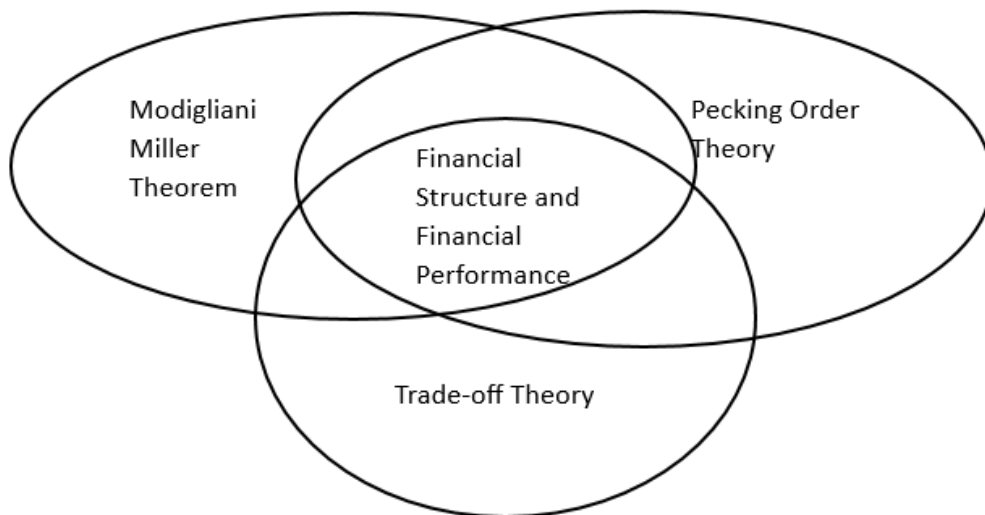 Modigliani
Miller
Theorem
Pecking Order
Theory
Financial
Structure and
Financial
Performance
Trade-off Theory